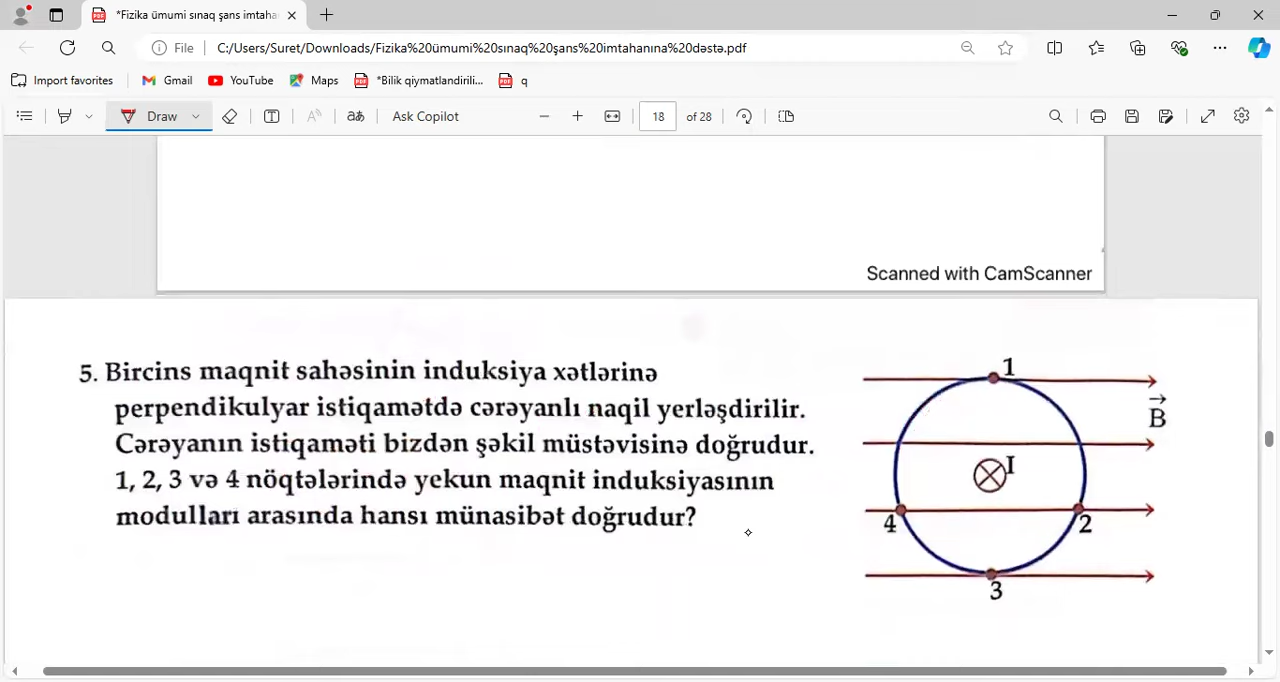 *Fizika ümumi sınaq şans imtaha
File C:/Users/Suret/Downloads/Fizika%20ümumi%20sınaq%20şans%20imtahanına%20dəstə.pdf
Import favorites Gmail YouTube Maps *Bilik qiymatlandirili... q
Draw aあ Ask Copilot 18 of 28
Scanned with CamScanner
5. Bircins maqnit sahəsinin induksiya xətlərinə
perpendikulyar istiqamətdə cərəyanlı naqil yerləşdirilir.
Cərəyanın istiqaməti bizdən şəkil müstəvisinə doğrudur.
1, 2, 3 və 4 nöqtələrində yekun maqnit induksiyasının
modulları arasında hansı münasibət doğrudur?
1
B
I
4 2
3